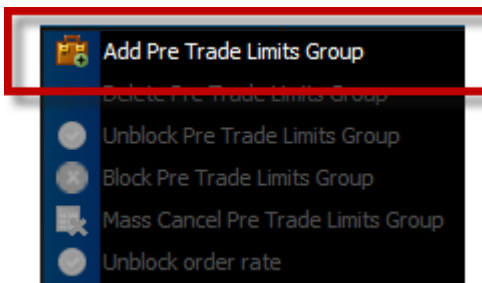 Add Pre Trade Limits Group
Delete Pre Trade Limits Group
Unblock Pre Trade Limits Group
Block Pre Trade Limits Group
Mass Cancel Pre Trade Limits Group
Unblock order rate